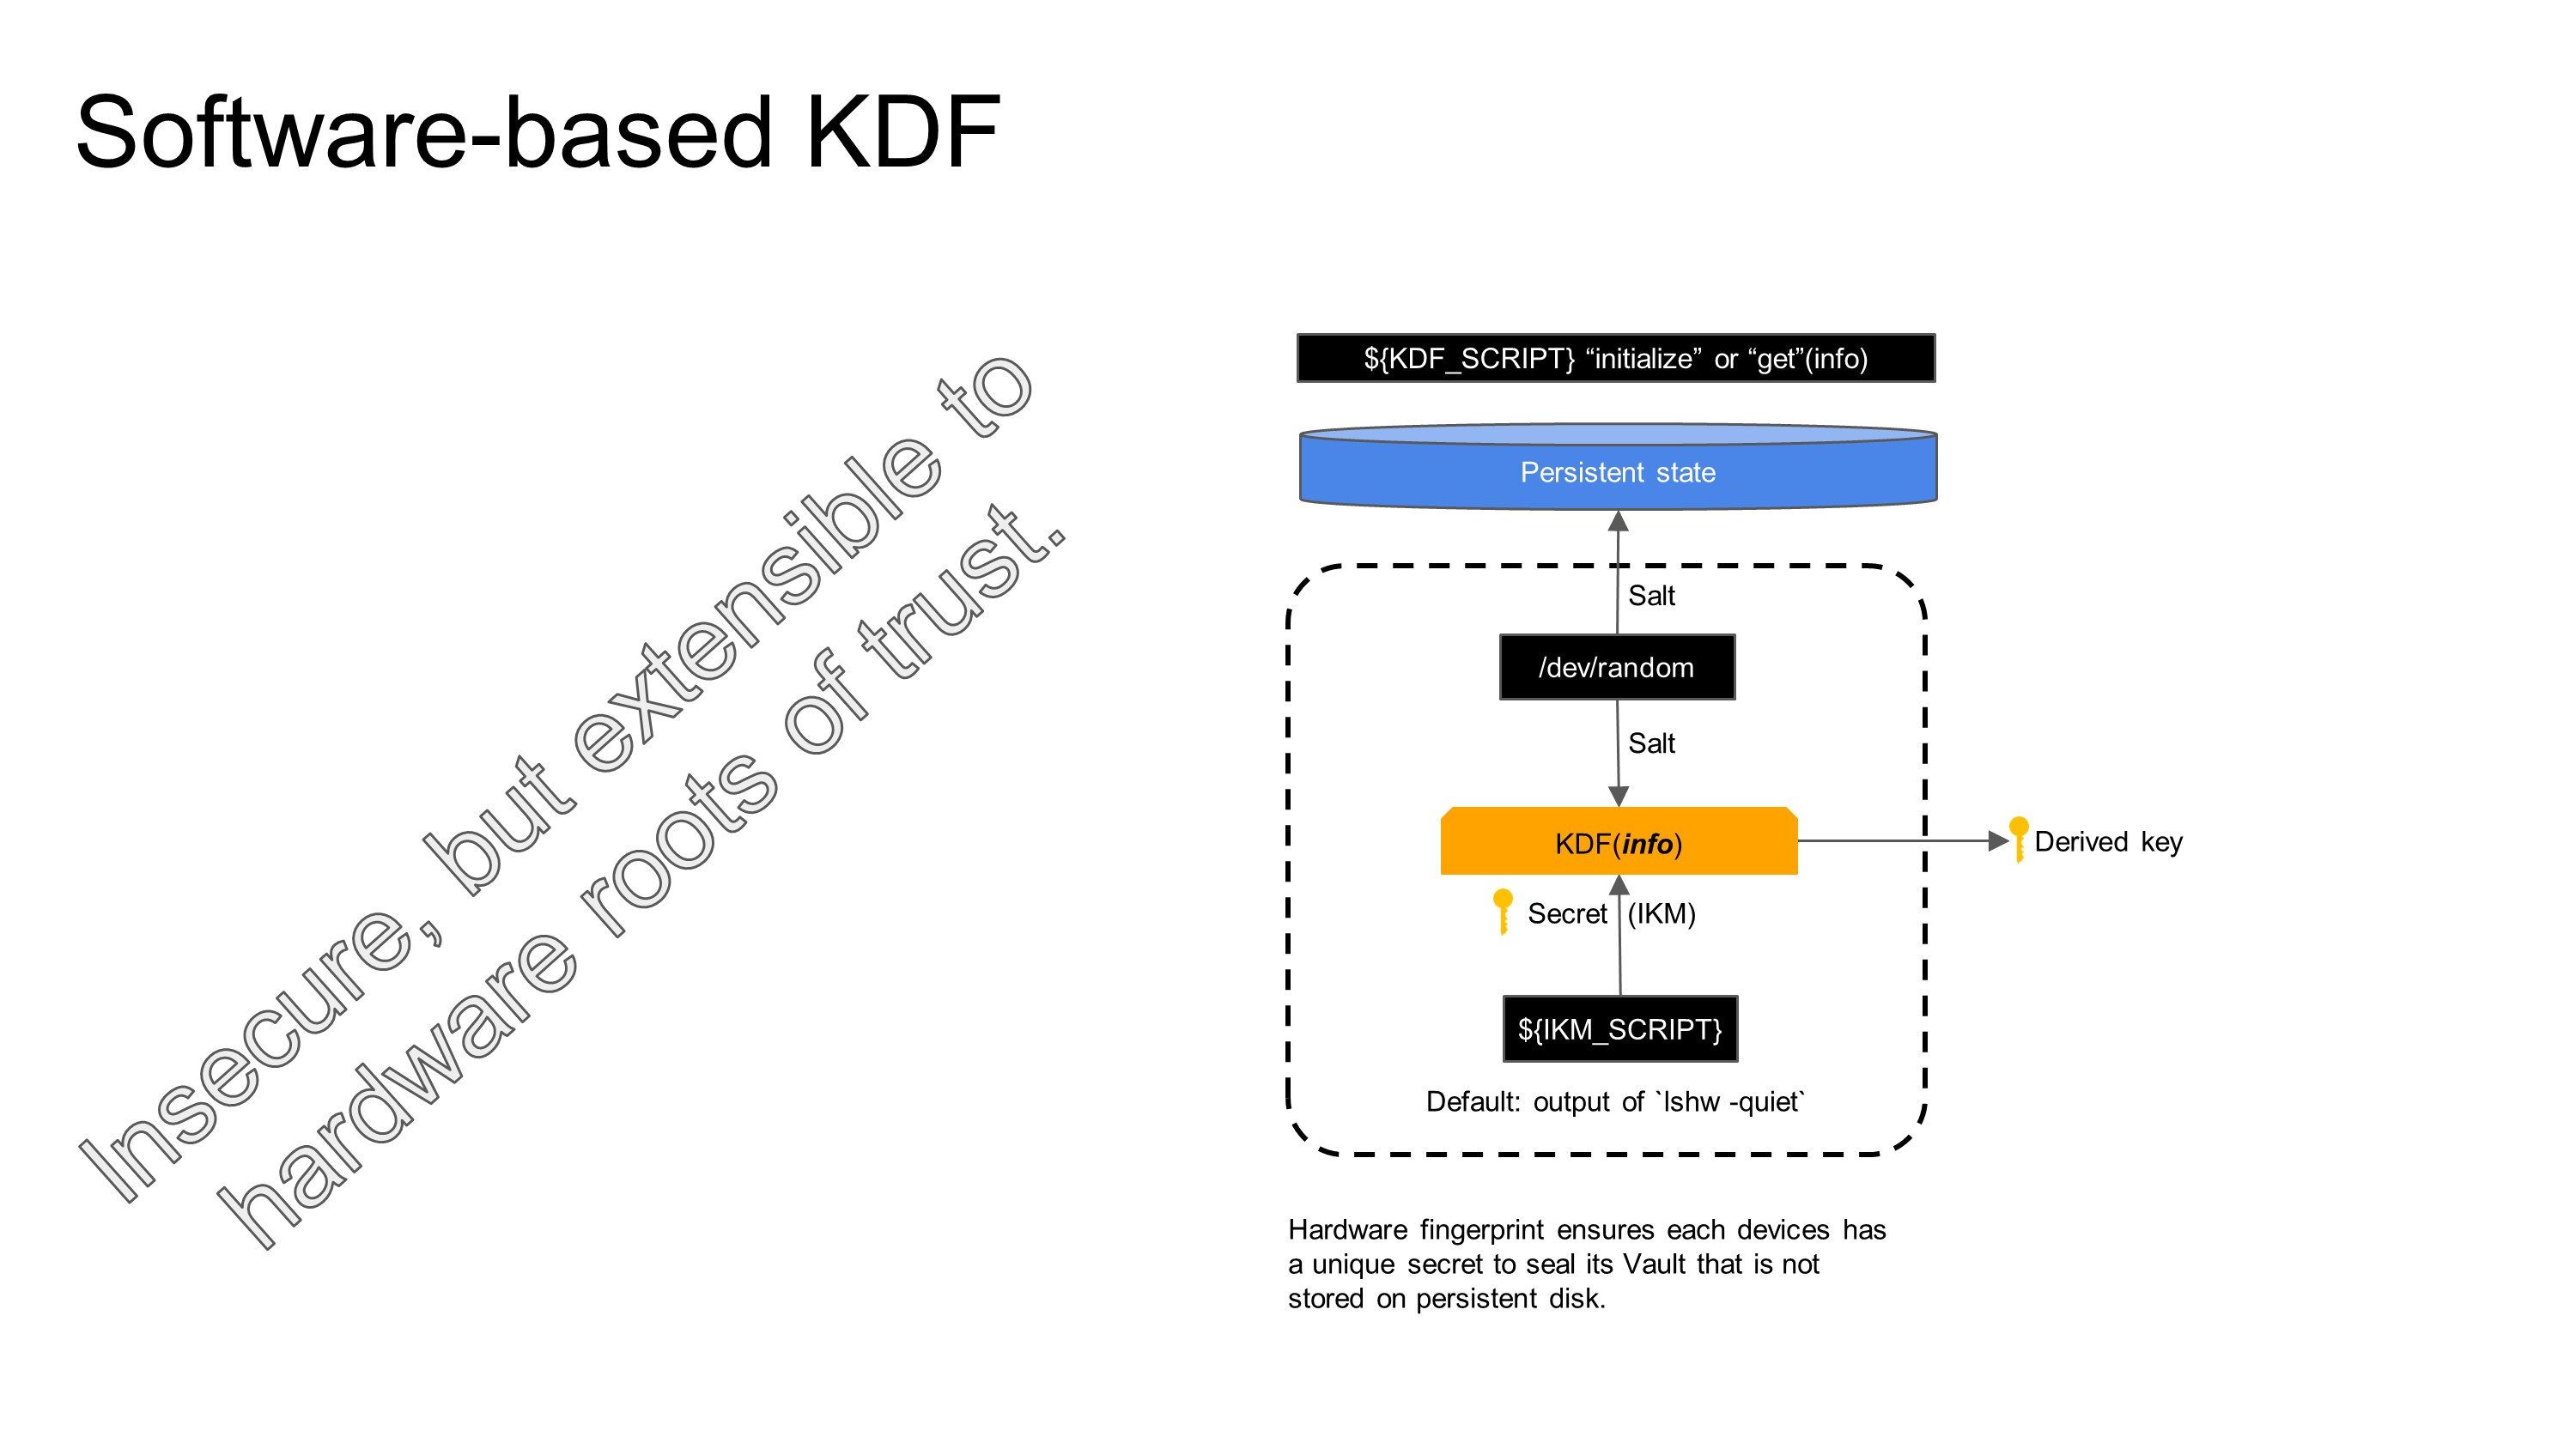 Software-based KDF
Insecure, but extensible to
hardware roots of trust.
${KDF_SCRIPT} “initialize” or “get”(info)
Persistent state
Salt
/dev/random
Salt
KDF(info)
Derived key
Secret (IKM)
${IKM_SCRIPT}
Default: output of `lshw -quiet`
Hardware fingerprint ensures each devices has
a unique secret to seal its Vault that is not
stored on persistent disk.